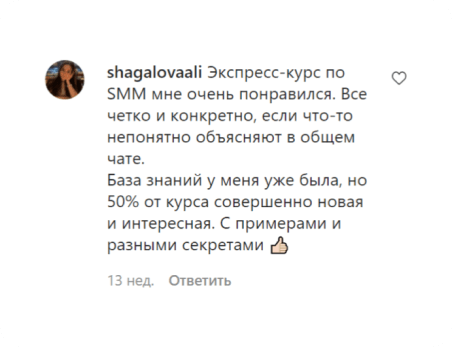 shagalovaali Экспресс-курс по
SMM мне очень понравился. Все
четко и конкретно, если что-то
непонятно объясняют в общем
чате.
База знаний у меня уже была, но
50% от курса совершенно новая
и интересная. С примерами и
разными секретами 👍🏻
13 нед. Ответить